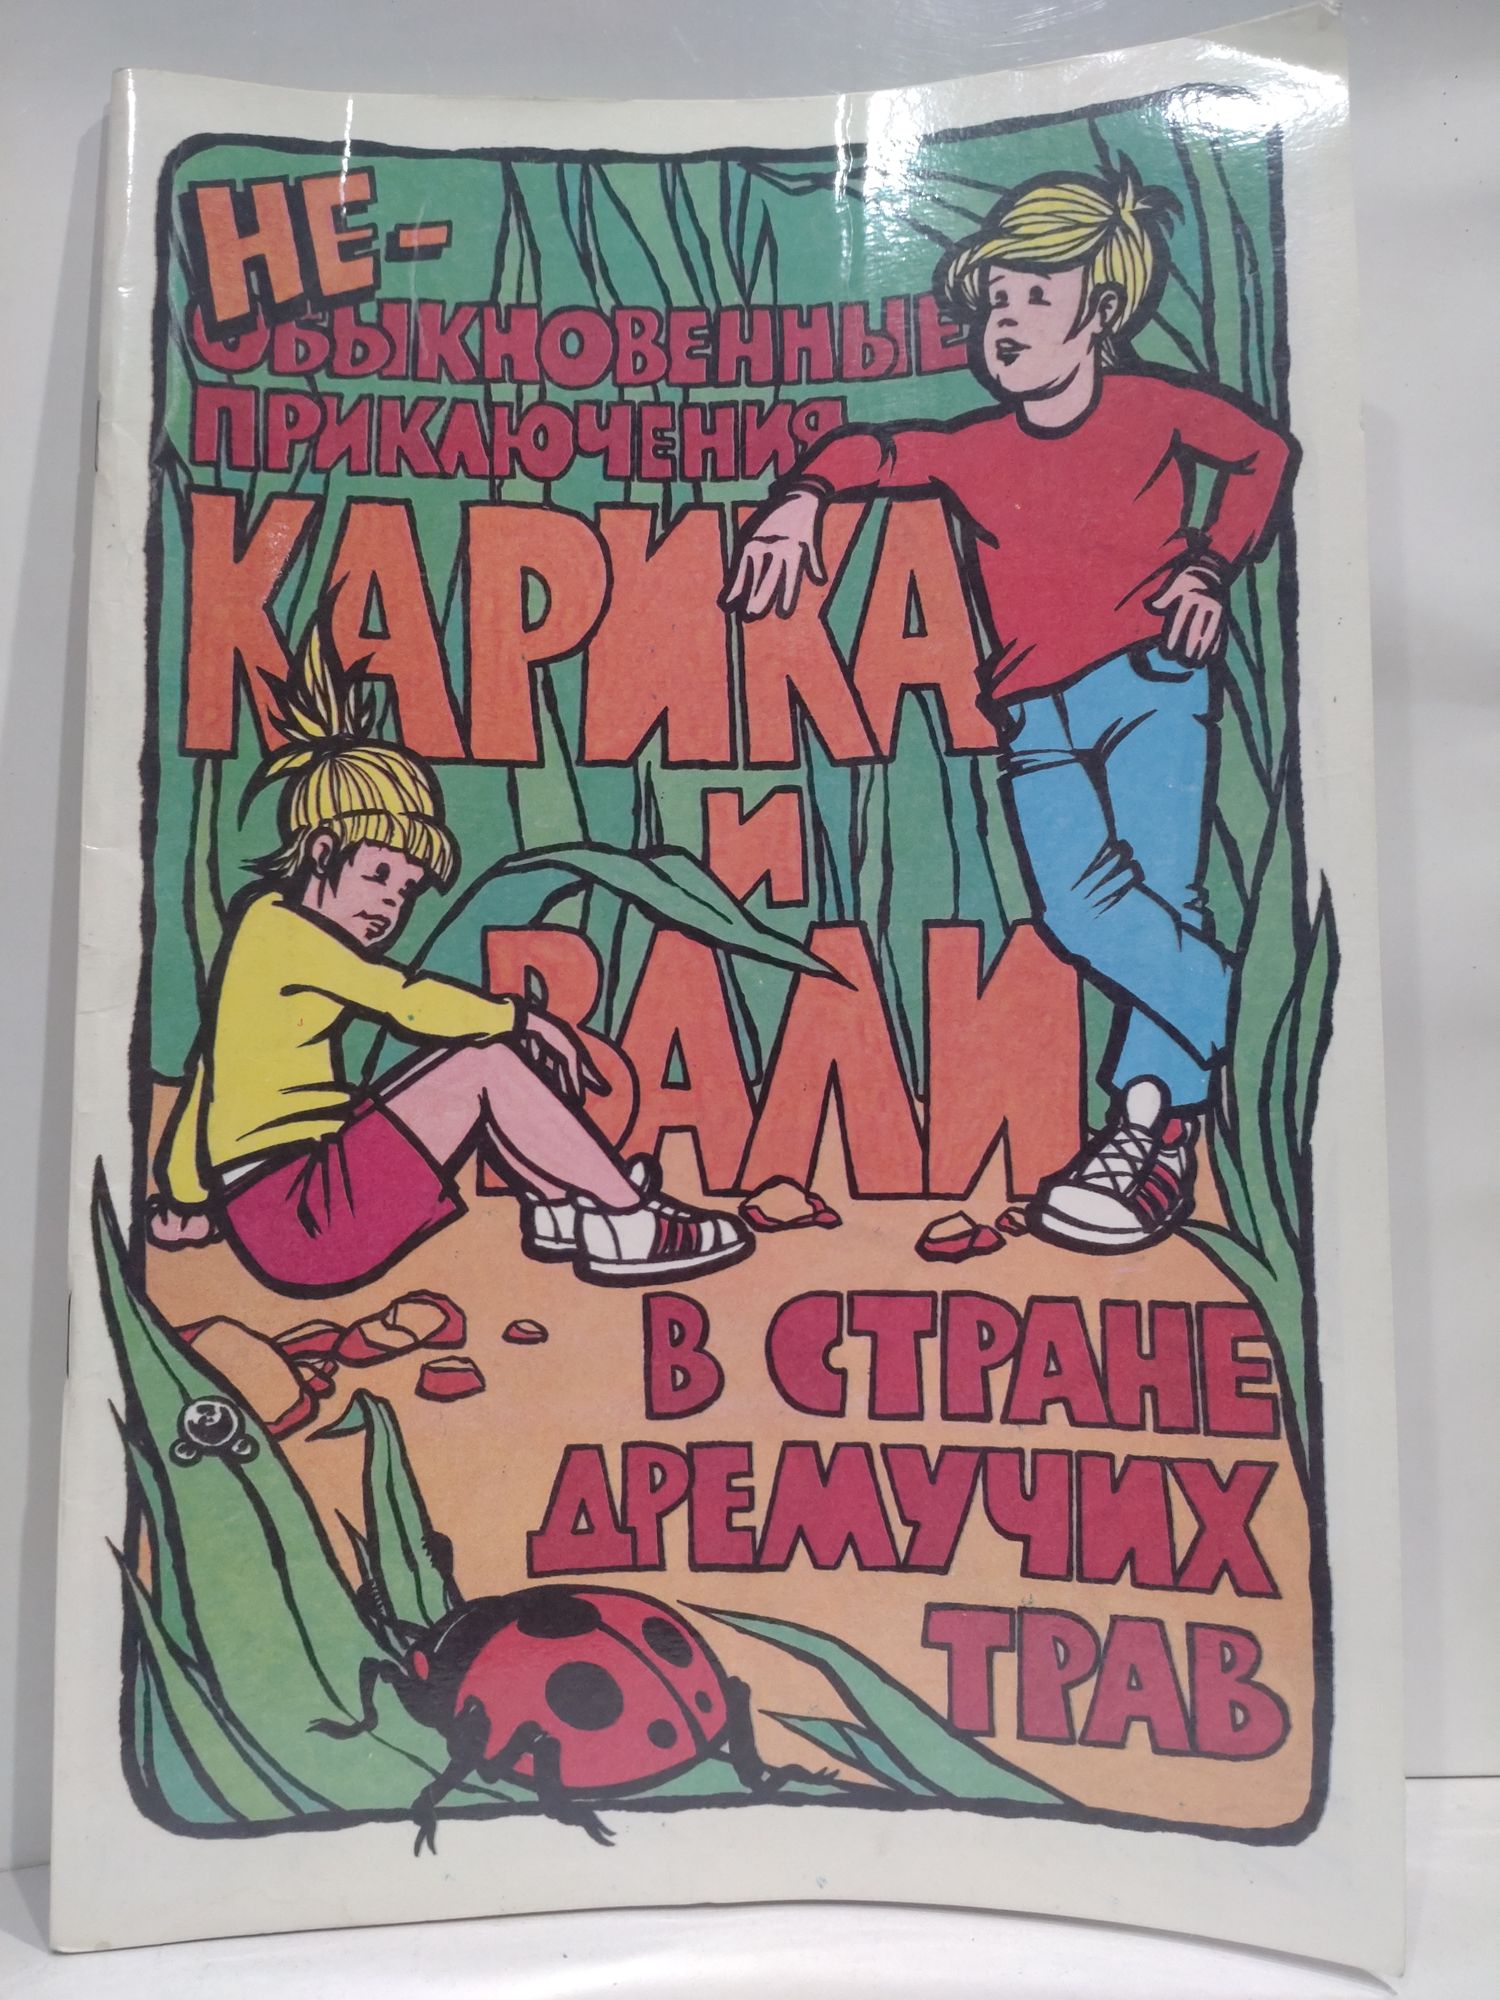 НЕ-
ОБЫКНОВЕННЫЕ
ПРИКЛЮЧЕНИЯ
КАРИКА
И
ВАЛИ
В СТРАНЕ
ДРЕМУЧИХ
ТРАВ